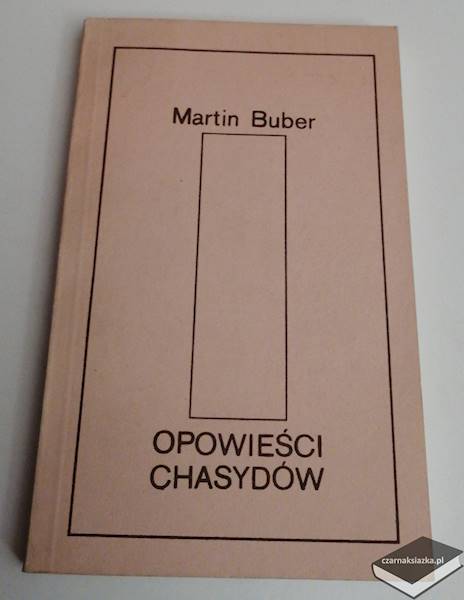 Martin Buber
OPOWIEŚCI
CHASYDÓW
czarnaksiazka.pl